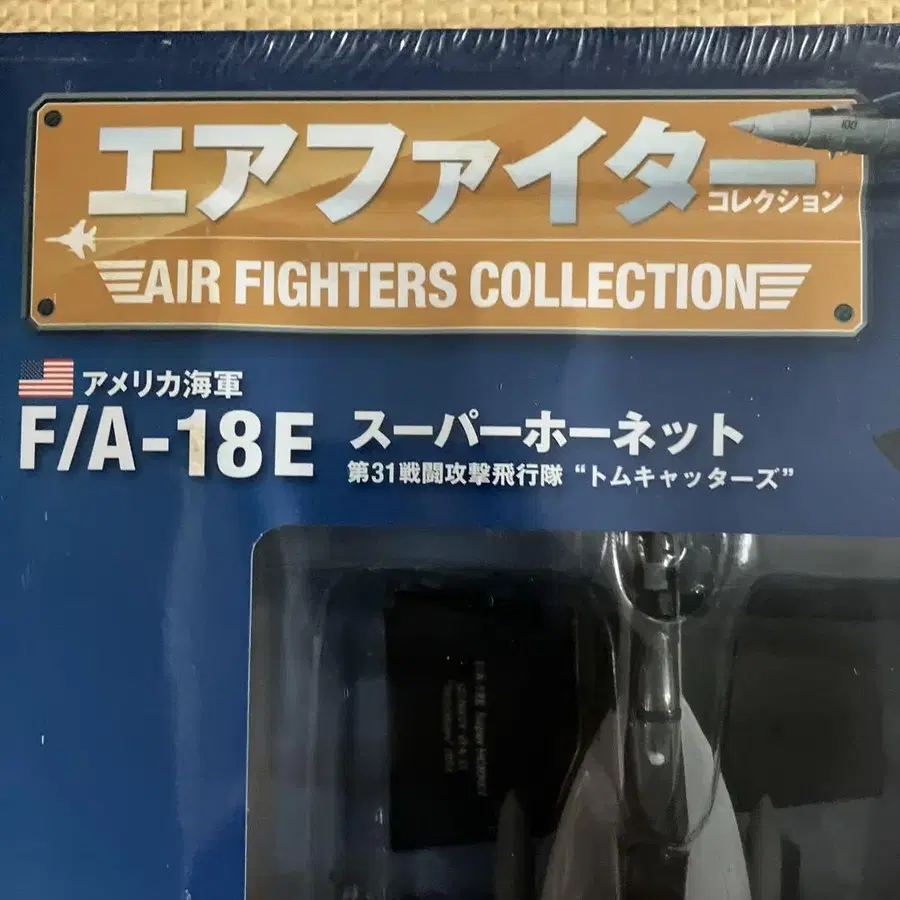 エアファイター
コレクション
AIR FIGHTERS COLLECTION
アメリカ海軍
F/A-18E スーパーホーネット
第31戦闘攻撃飛行隊 “トムキャッターズ”
100